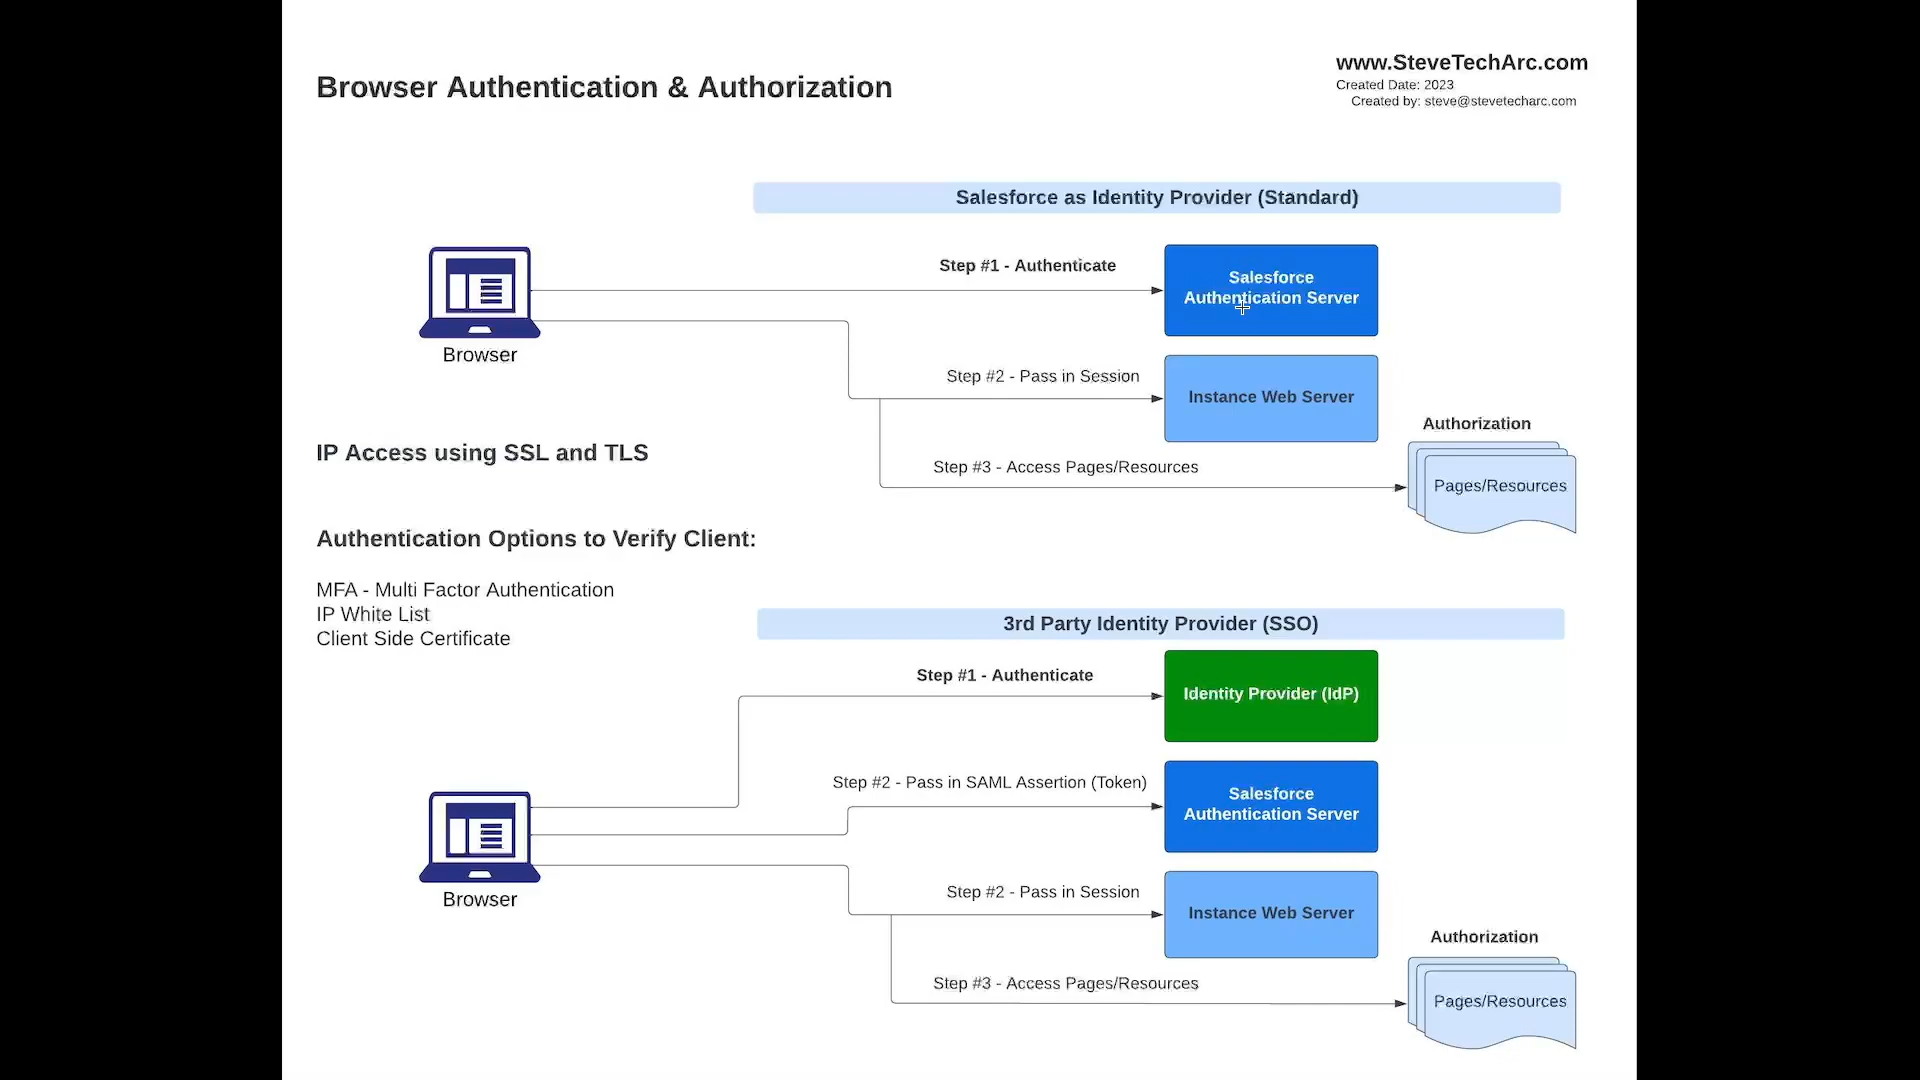 www.SteveTechArc.com
Created Date: 2023
Created by: steve@stevetecharc.com
Browser Authentication & Authorization
Salesforce as Identity Provider (Standard)
Step #1 - Authenticate
Salesforce
Authentication Server
Browser
Step #2 - Pass in Session
Instance Web Server
Authorization
Step #3 - Access Pages/Resources
Pages/Resources
IP Access using SSL and TLS
Authentication Options to Verify Client:
MFA - Multi Factor Authentication
IP White List
Client Side Certificate
3rd Party Identity Provider (SSO)
Step #1 - Authenticate
Identity Provider (IdP)
Step #2 - Pass in SAML Assertion (Token)
Salesforce
Authentication Server
Browser
Step #2 - Pass in Session
Instance Web Server
Authorization
Step #3 - Access Pages/Resources
Pages/Resources